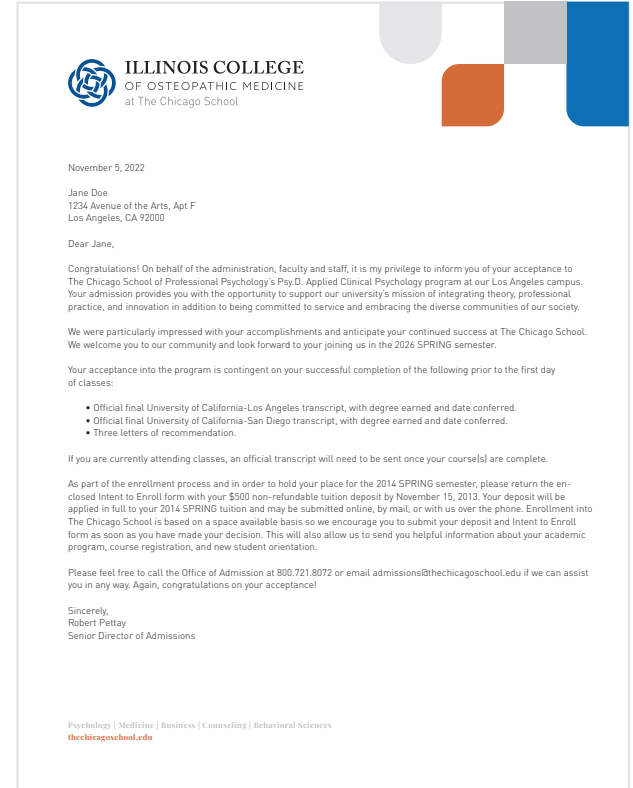 ILLINOIS COLLEGE
OF OSTEOPATHIC MEDICINE
at The Chicago School
November 5, 2022
Jane Doe
1234 Avenue of the Arts, Apt F
Los Angeles, CA 92000
Dear Jane,
Congratulations! On behalf of the administration, faculty and staff, it is my privilege to inform you of your acceptance to
The Chicago School of Professional Psychology's Psy.D. Applied Clinical Psychology program at our Los Angeles campus.
Your admission provides you with the opportunity to support our university's mission of integrating theory, professional
practice, and innovation in addition to being committed to service and embracing the diverse communities of our society.
We were particularly impressed with your accomplishments and anticipate your continued success at The Chicago School.
We welcome you to our community and look forward to your joining us in the 2026 SPRING semester.
Your acceptance into the program is contingent on your successful completion of the following prior to the first day
of classes:
• Official final University of California-Los Angeles transcript, with degree earned and date conferred.
• Official final University of California-San Diego transcript, with degree earned and date conferred.
• Three letters of recommendation.
If you are currently attending classes, an official transcript will need to be sent once your course(s) are complete.
As part of the enrollment process and in order to hold your place for the 2014 SPRING semester, please return the en-
closed Intent to Enroll form with your $500 non-refundable tuition deposit by November 15, 2013. Your deposit will be
applied in full to your 2014 SPRING tuition and may be submitted online, by mail, or with us over the phone. Enrollment into
The Chicago School is based on a space available basis so we encourage you to submit your deposit and Intent to Enroll
form as soon as you have made your decision. This will also allow us to send you helpful information about your academic
program, course registration, and new student orientation.
Please feel free to call the Office of Admission at 800.721.8072 or email admissions@thechicagoschool.edu if we can assist
you in any way. Again, congratulations on your acceptance!
Sincerely,
Robert Pettay
Senior Director of Admissions
Psychology | Medicine | Business | Counseling | Behavioral Sciences
thechicagoschool.edu